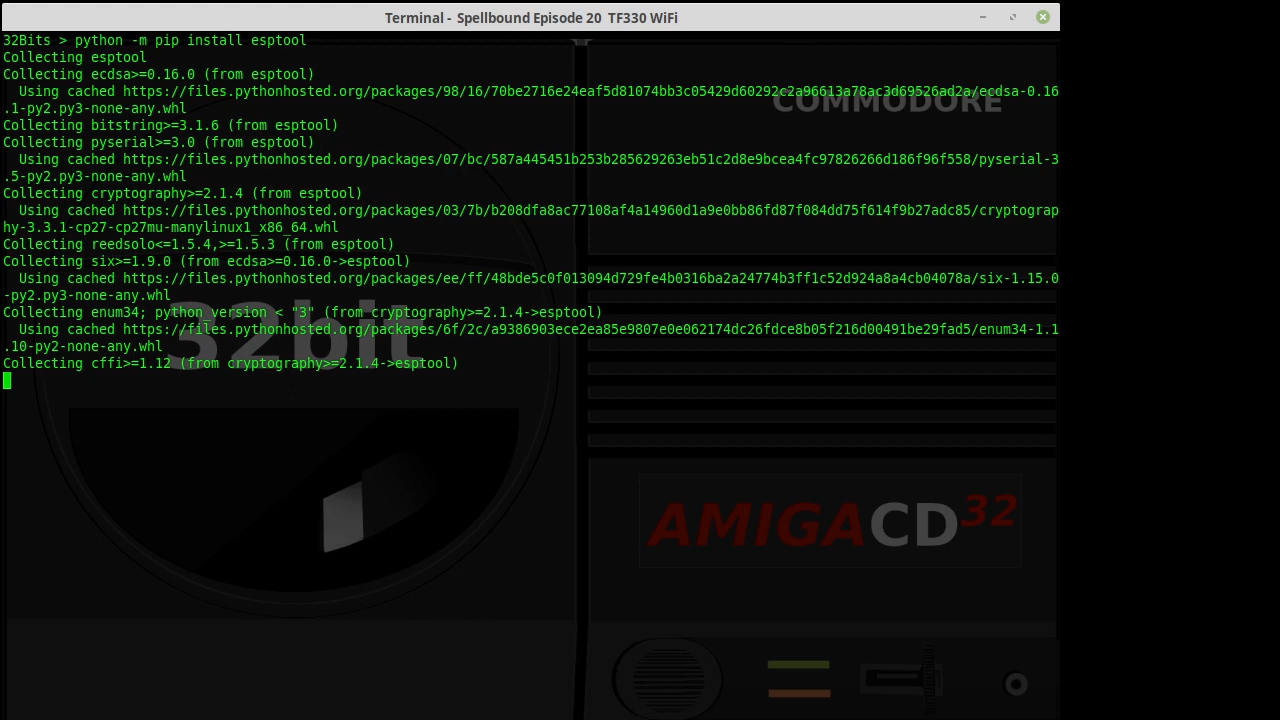 Terminal - Spellbound Episode 20 TF330 WiFi
32Bits > python -m pip install esptool
Collecting esptool
Collecting ecdsa>=0.16.0 (from esptool)
  Using cached https://files.pythonhosted.org/packages/98/16/70be2716e24eaf5d81074bb3c05429d60292c2a96613a78ac3d69526ad2a/ecdsa-0.16
.1-py2.py3-none-any.whl
Collecting bitstring>=3.1.6 (from esptool)
Collecting pyserial>=3.0 (from esptool)
  Using cached https://files.pythonhosted.org/packages/07/bc/587a445451b253b285629263eb51c2d8e9bcea4fc97826266d186f96f558/pyserial-3
.5-py2.py3-none-any.whl
Collecting cryptography>=2.1.4 (from esptool)
  Using cached https://files.pythonhosted.org/packages/03/7b/b208dfa8ac77108af4a14960d1a9e0bb86fd87f084dd75f614f9b27adc85/cryptograp
hy-3.3.1-cp27-cp27mu-manylinux1_x86_64.whl
Collecting reedsolo<=1.5.4,>=1.5.3 (from esptool)
Collecting six>=1.9.0 (from ecdsa>=0.16.0->esptool)
  Using cached https://files.pythonhosted.org/packages/ee/ff/48bde5c0f013094d729fe4b0316ba2a24774b3ff1c52d924a8a4cb04078a/six-1.15.0
-py2.py3-none-any.whl
Collecting enum34; python_version < "3" (from cryptography>=2.1.4->esptool)
  Using cached https://files.pythonhosted.org/packages/6f/2c/a9386903ece2ea85e9807e0e062174dc26fdce8b05f216d00491be29fad5/enum34-1.1
.10-py2-none-any.whl
Collecting cffi>=1.12 (from cryptography>=2.1.4->esptool)
COMMODORE
32bit
AMIGA CD32